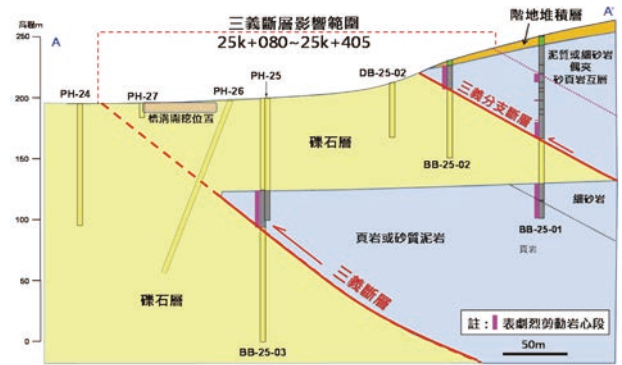 三義斷層影響範圍
25k+080~25k+405
階地堆積層
高程m
A
A'
250
200
150
100
50
0
PH-24
PH-27
PH-26
PH-25
DB-25-02
泥質或細砂岩
偶夾
砂頁岩互層
橋墩開挖位置
礫石層
三義分支斷層
BB-25-02
細砂岩
BB-25-01
頁岩或砂質泥岩
頁岩
三義斷層
礫石層
註：表劇烈剪動岩心段
BB-25-03
50m